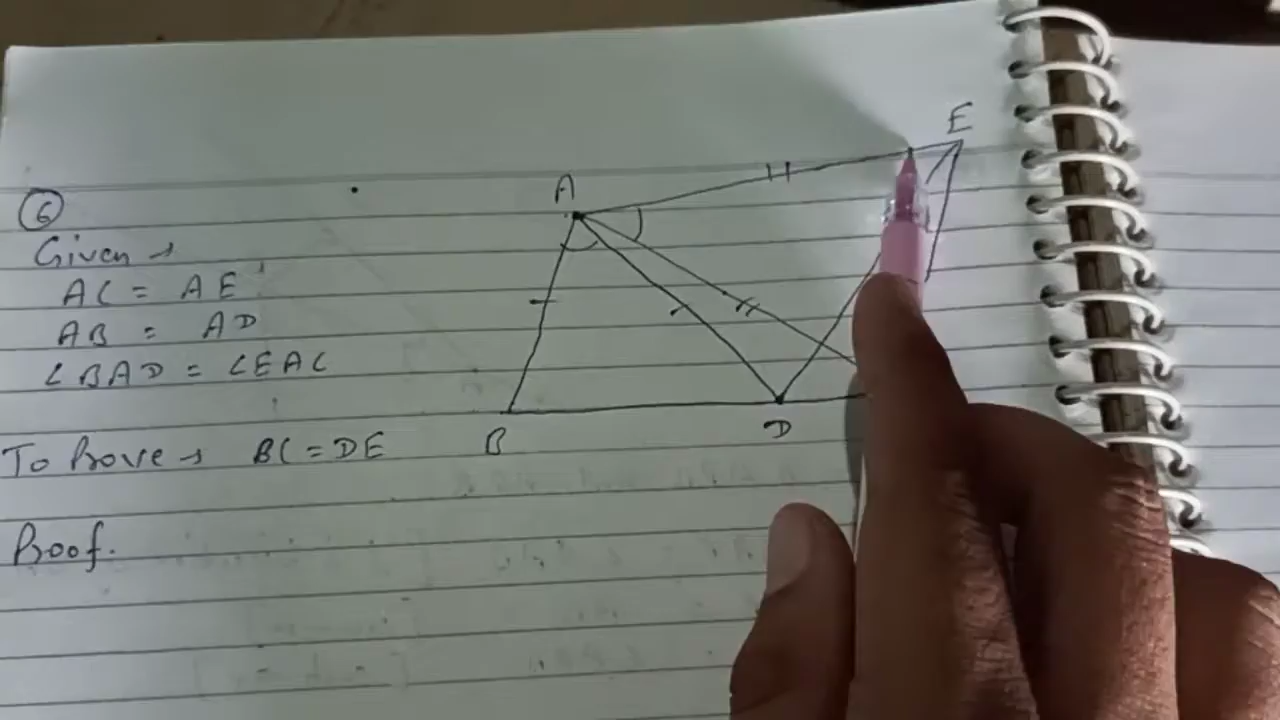 6
Given →
AC = AE
AB = AD
∠BAD = ∠EAC
To Prove → BC = DE
Proof.
A
E
B
D